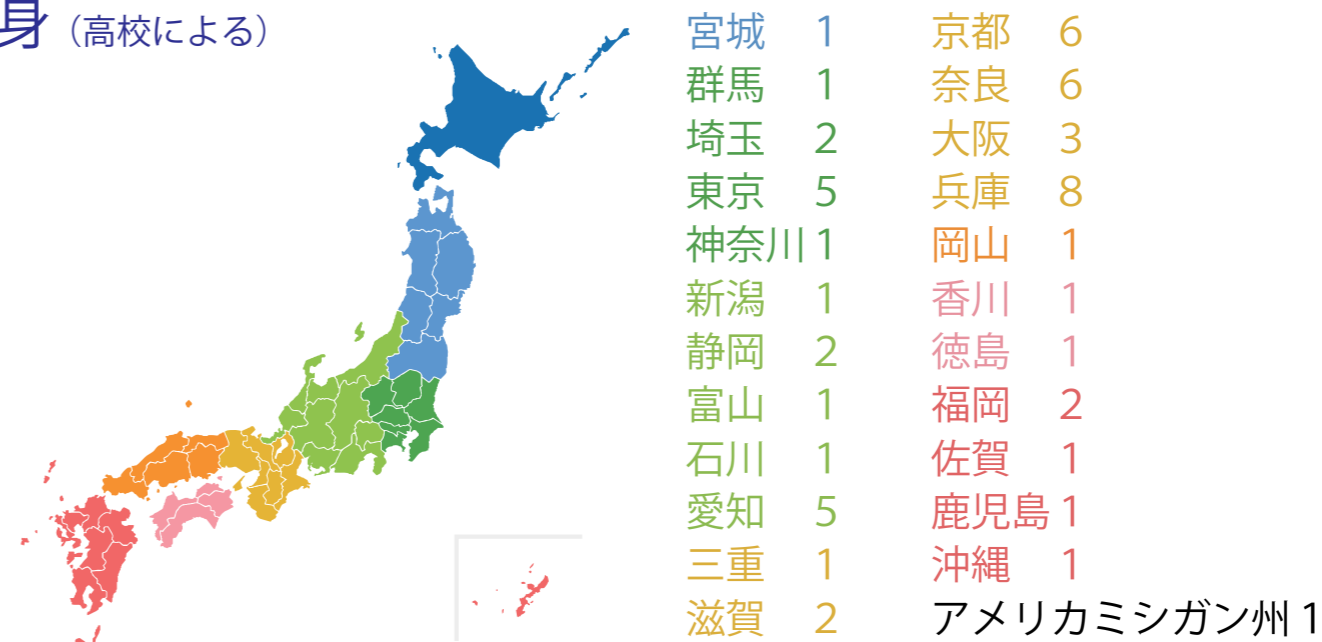 身（高校による）
宮城 1
群馬 1
埼玉 2
東京 5
神奈川 1
新潟 1
静岡 2
富山 1
石川 1
愛知 5
三重 1
滋賀 2
京都 6
奈良 6
大阪 3
兵庫 8
岡山 1
香川 1
徳島 1
福岡 2
佐賀 1
鹿児島 1
沖縄 1
アメリカミシガン州 1